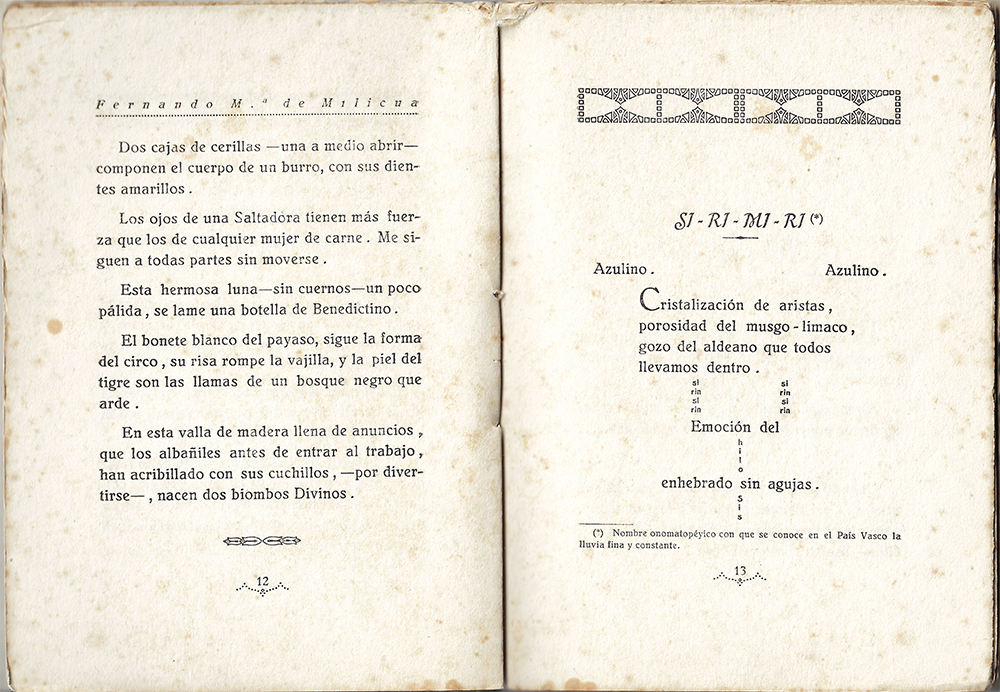 Fernando M.ª de Milicua
Dos cajas de cerillas —una a medio abrir—
componen el cuerpo de un burro, con sus dien-
tes amarillos .
Los ojos de una Saltadora tienen más fuer-
za que los de cualquier mujer de carne . Me si-
guen a todas partes sin moverse .
Esta hermosa luna—sin cuernos—un poco
pálida , se lame una botella de Benedictino .
El bonete blanco del payaso, sigue la forma
del circo , su risa rompe la vajilla, y la piel del
tigre son las llamas de un bosque negro que
arde .
En esta valla de madera llena de anuncios ,
que los albañiles antes de entrar al trabajo ,
han acribillado con sus cuchillos , —por diver-
tirse— , nacen dos biombos Divinos .
12
SI - RI - MI - RI (*)
Azulino . Azulino .
Cristalización de aristas ,
porosidad del musgo - limaco ,
gozo del aldeano que todos
llevamos dentro .
si si
rin rin
si si
rin rin
Emoción del
h
i
l
o
enhebrado sin agujas .
S
i
s
(*) Nombre onomatopéyico con que se conoce en el País Vasco la
lluvia fina y constante.
13